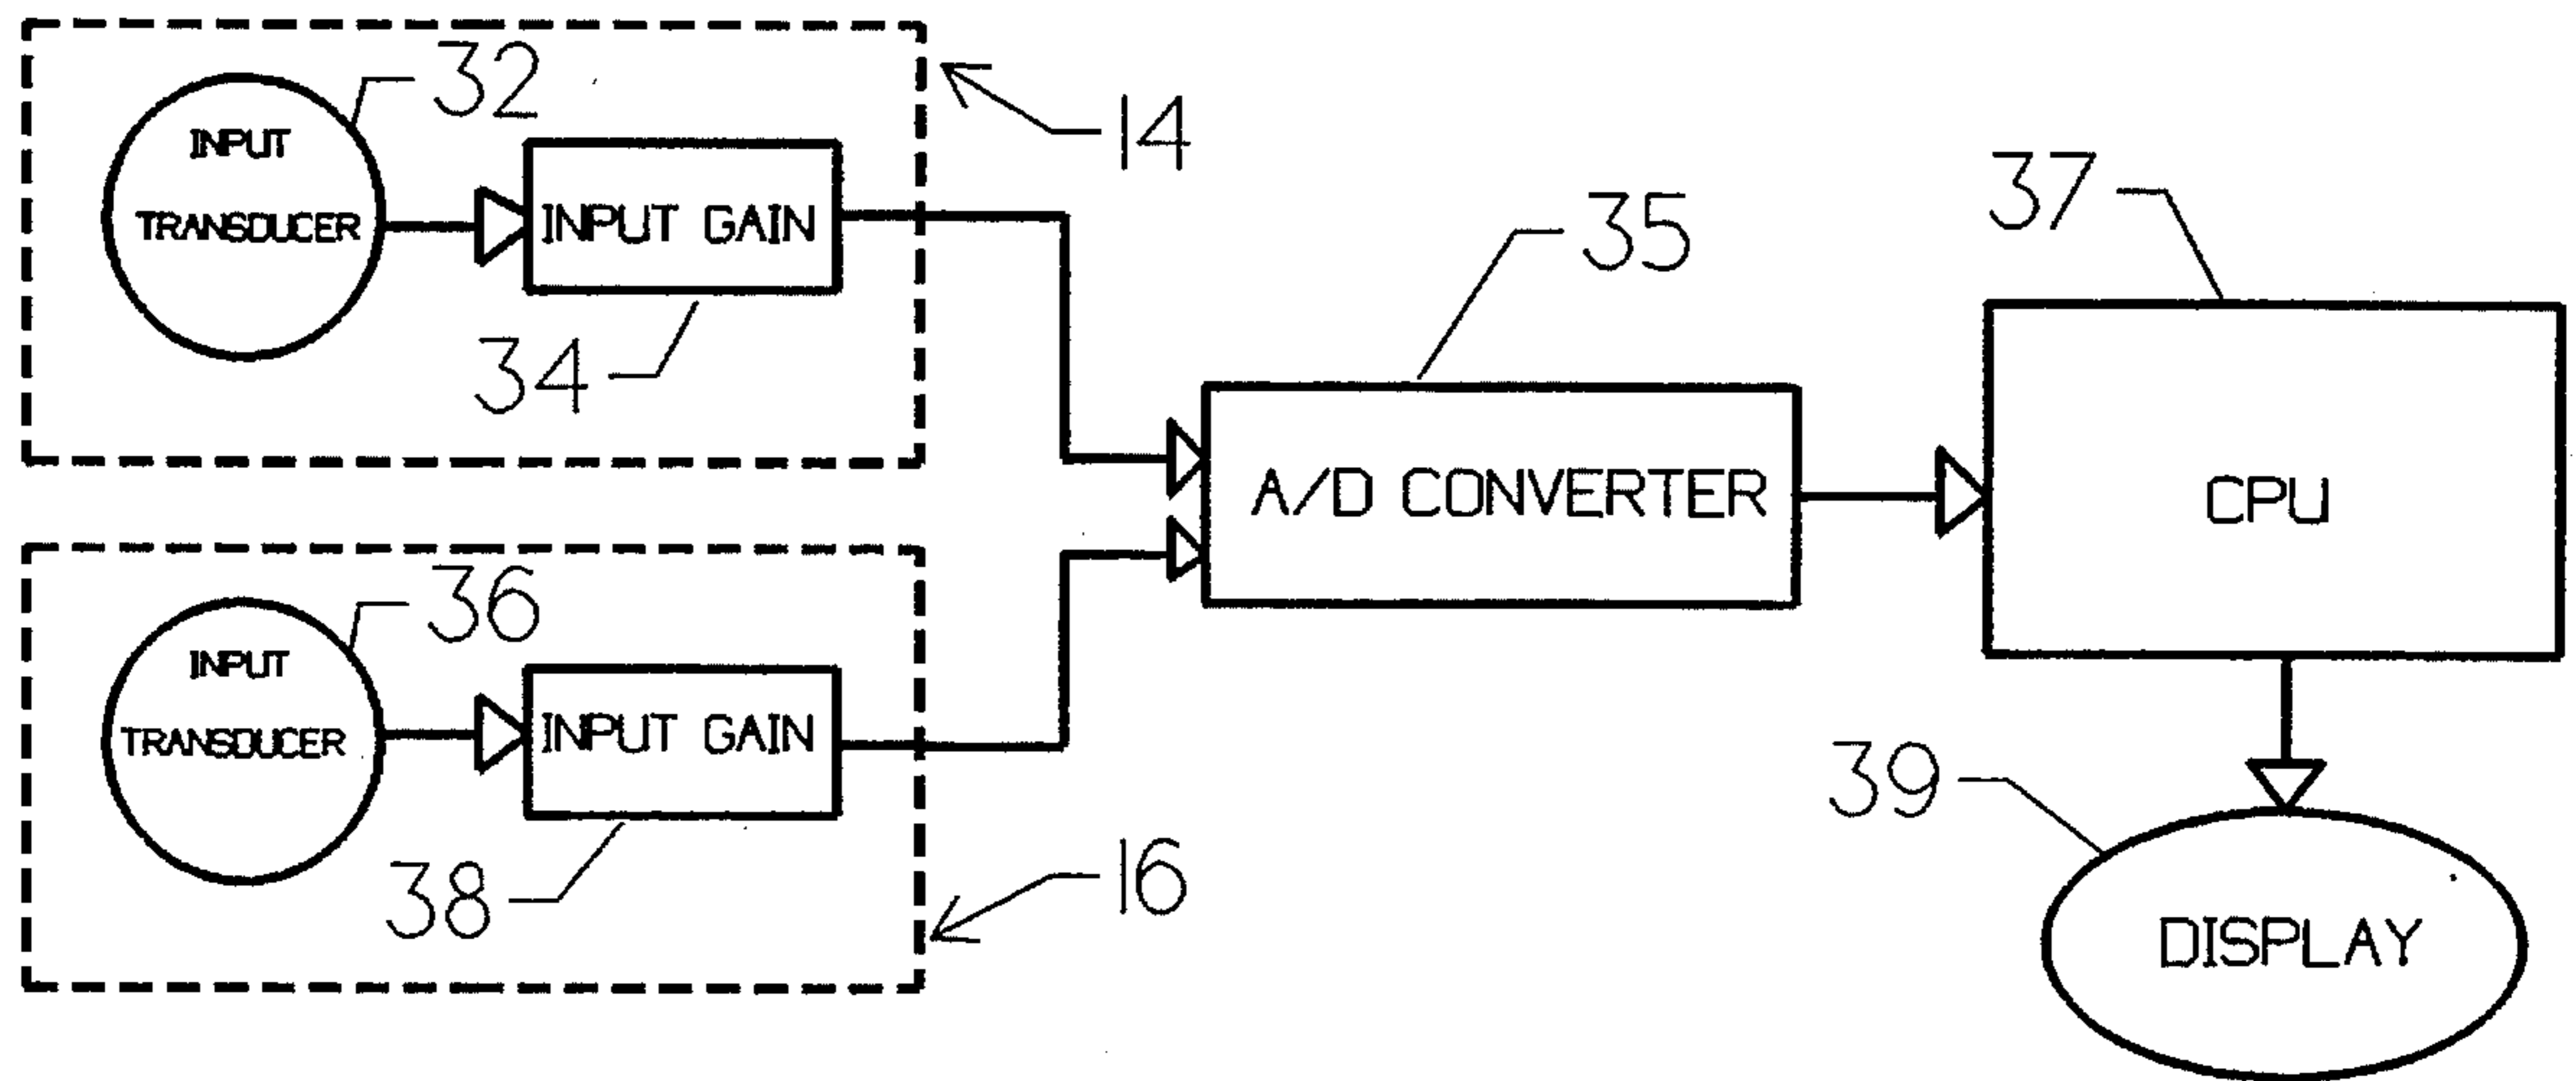 32
INPUT
TRANSDUCER
INPUT GAIN
34
14
36
INPUT
TRANSDUCER
INPUT GAIN
38
16
35
A/D CONVERTER
37
CPU
39
DISPLAY